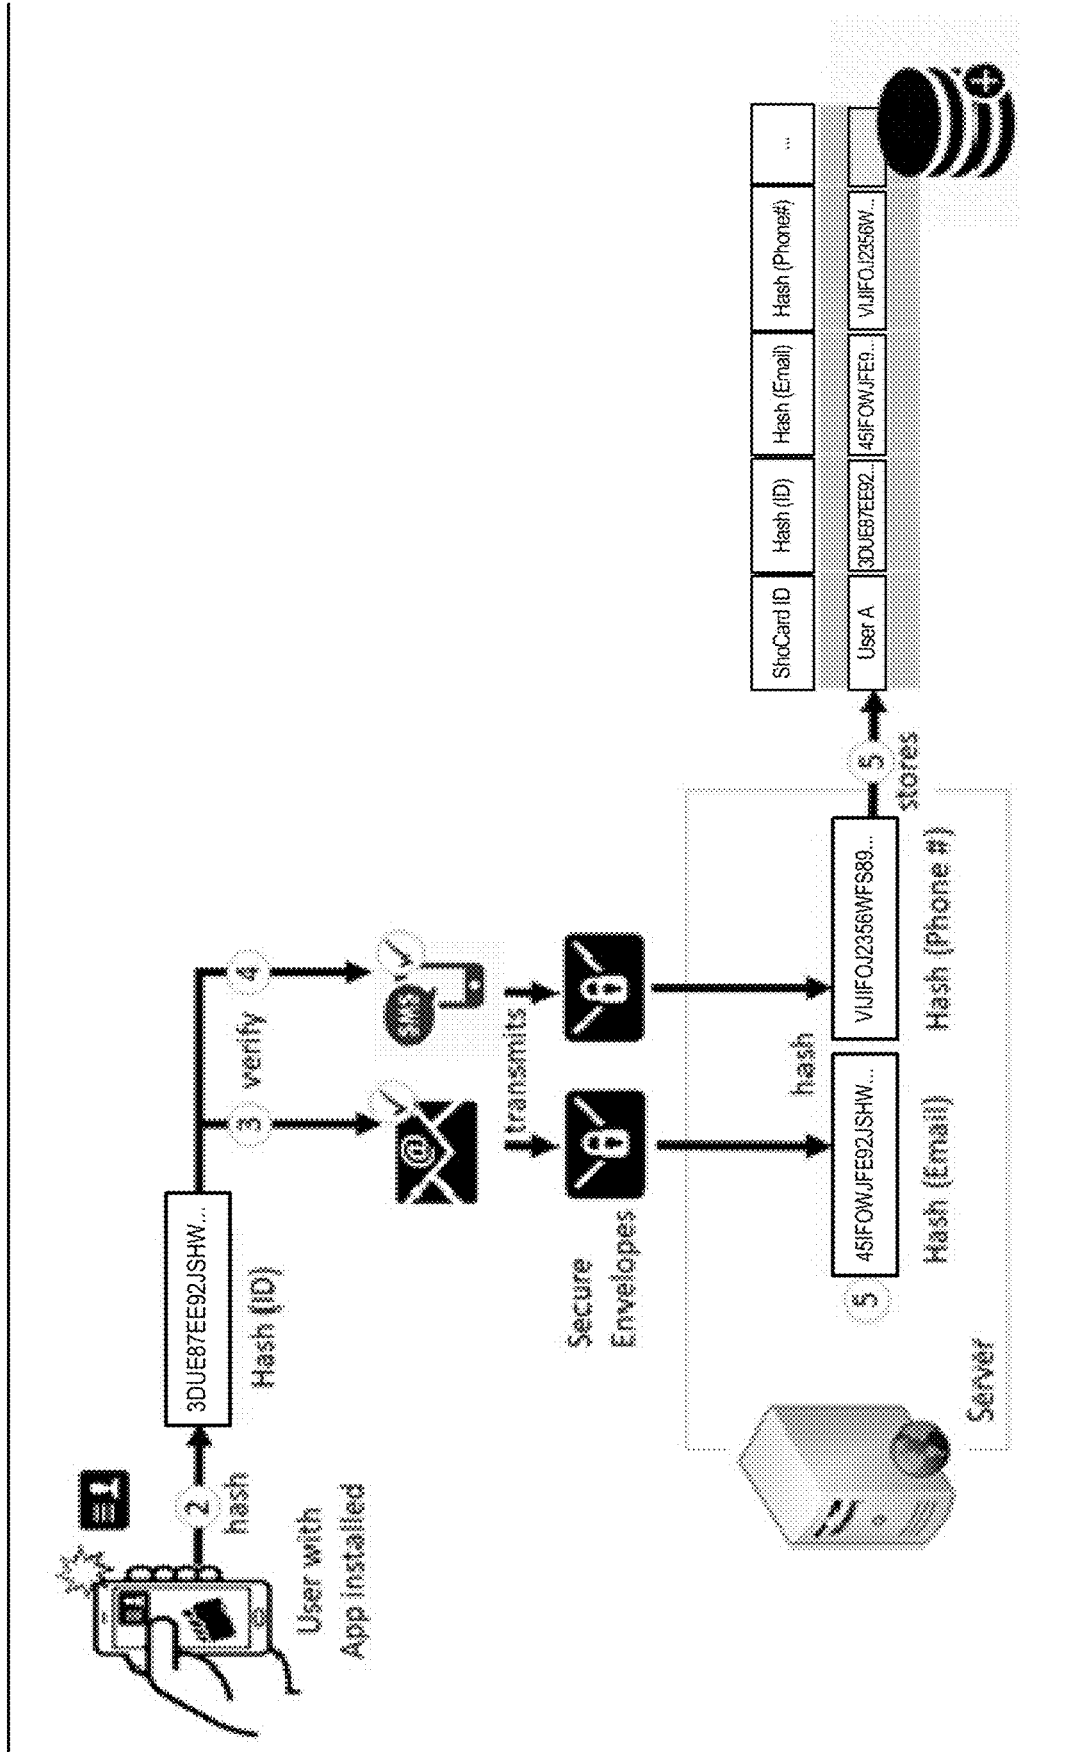 User with
App installed
2
hash
3DUE87EE92JSHW...
Hash (ID)
3
verify
4
@
SMS
transmits
Secure
Envelopes
hash
Server
5
45IFOWJFE92JSHW...
Hash (Email)
VIJIFOJ2356WFS89...
Hash (Phone #)
5
stores
ShoCard ID
Hash (ID)
Hash (Email)
Hash (Phone#)
...
User A
3DUE87EE92...
45IFOWJFE9...
VIJIFOJ2356W...